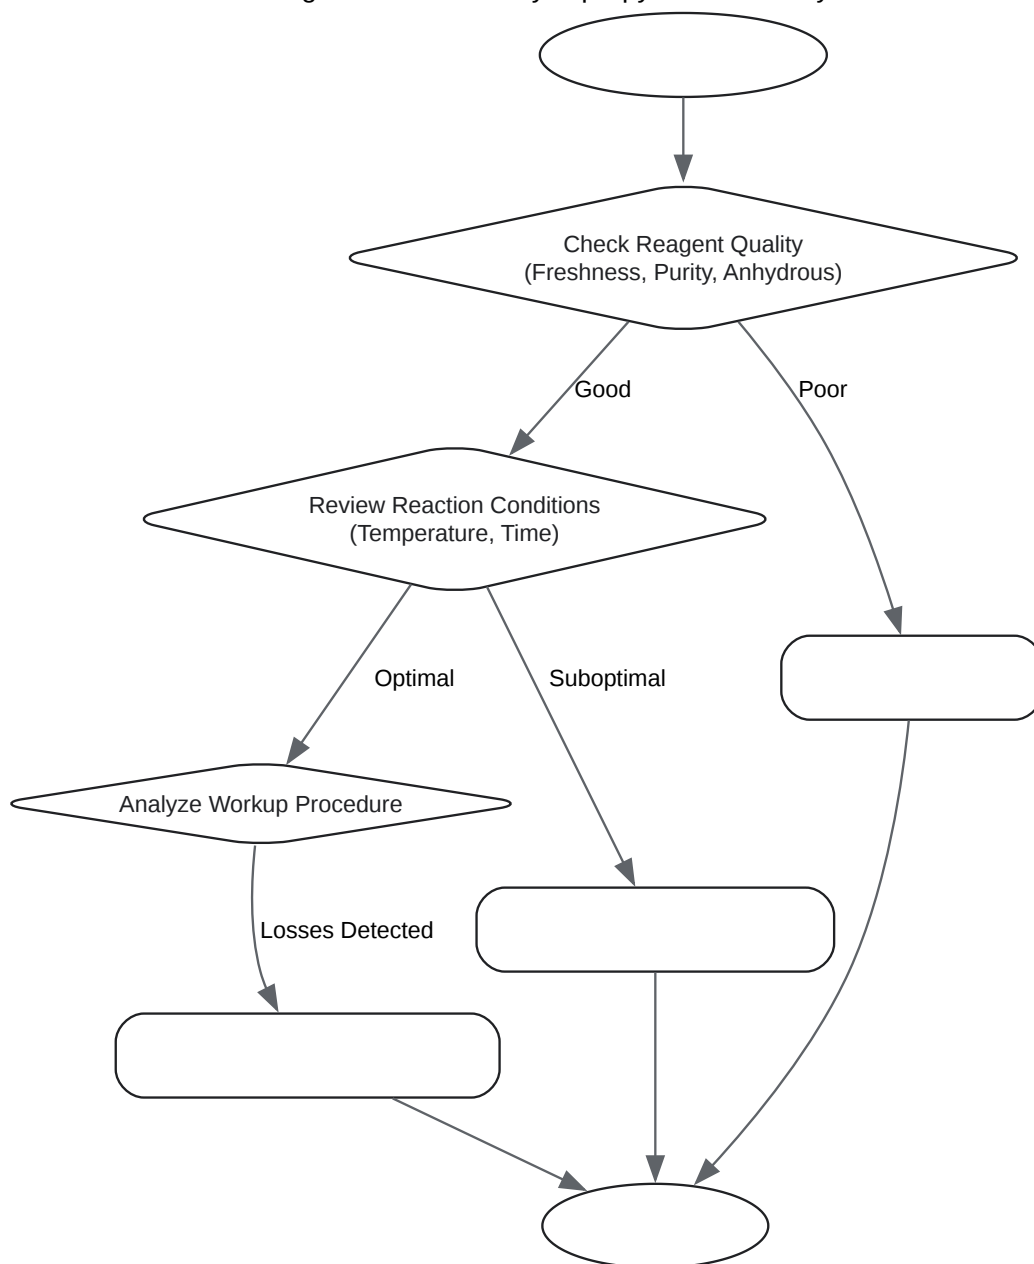 Check Reagent Quality
(Freshness, Purity, Anhydrous)
Good
Poor
Review Reaction Conditions
(Temperature, Time)
Optimal
Suboptimal
Analyze Workup Procedure
Losses Detected